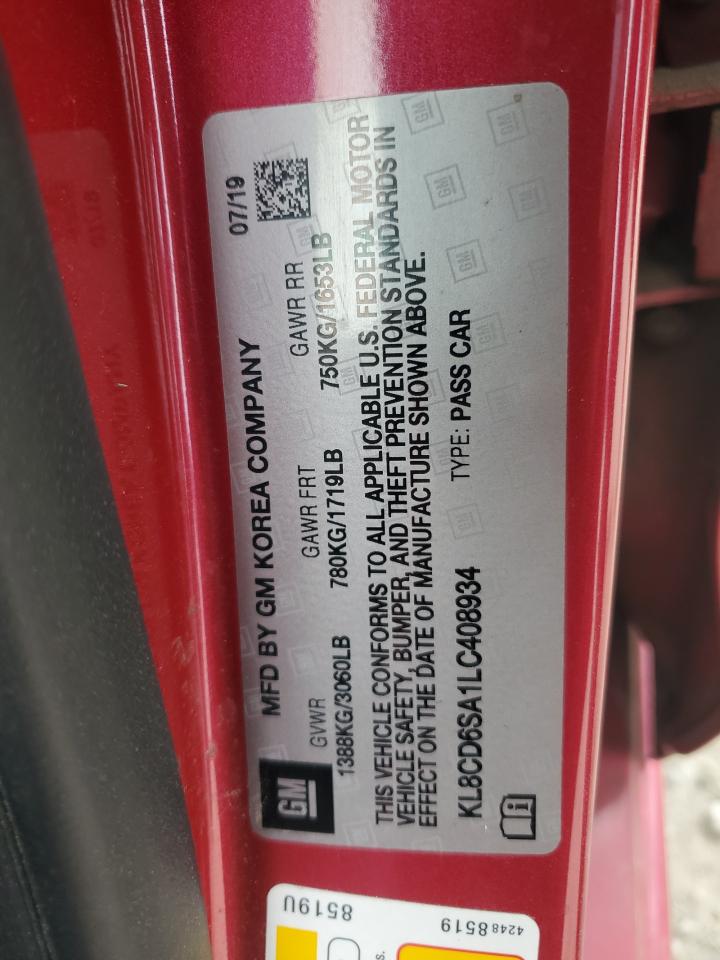 MFD BY GM KOREA COMPANY 07/19
GM
GVWR GAWR FRT GAWR RR
1388KG/3060LB 780KG/1719LB 750KG/1653LB
THIS VEHICLE CONFORMS TO ALL APPLICABLE U.S. FEDERAL MOTOR
VEHICLE SAFETY, BUMPER, AND THEFT PREVENTION STANDARDS IN
EFFECT ON THE DATE OF MANUFACTURE SHOWN ABOVE.
KL8CD6SA1LC408934 TYPE: PASS CAR
8519U
42488519
s.